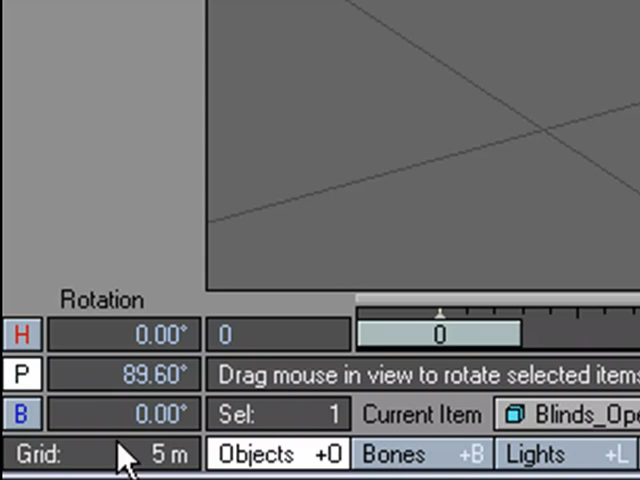 Rotation
H 0.00° 0 0
P 89.60° Drag mouse in view to rotate selected items
B 0.00° Sel: 1 Current Item
Grid: 5 m Objects +O Bones +B Lights +L